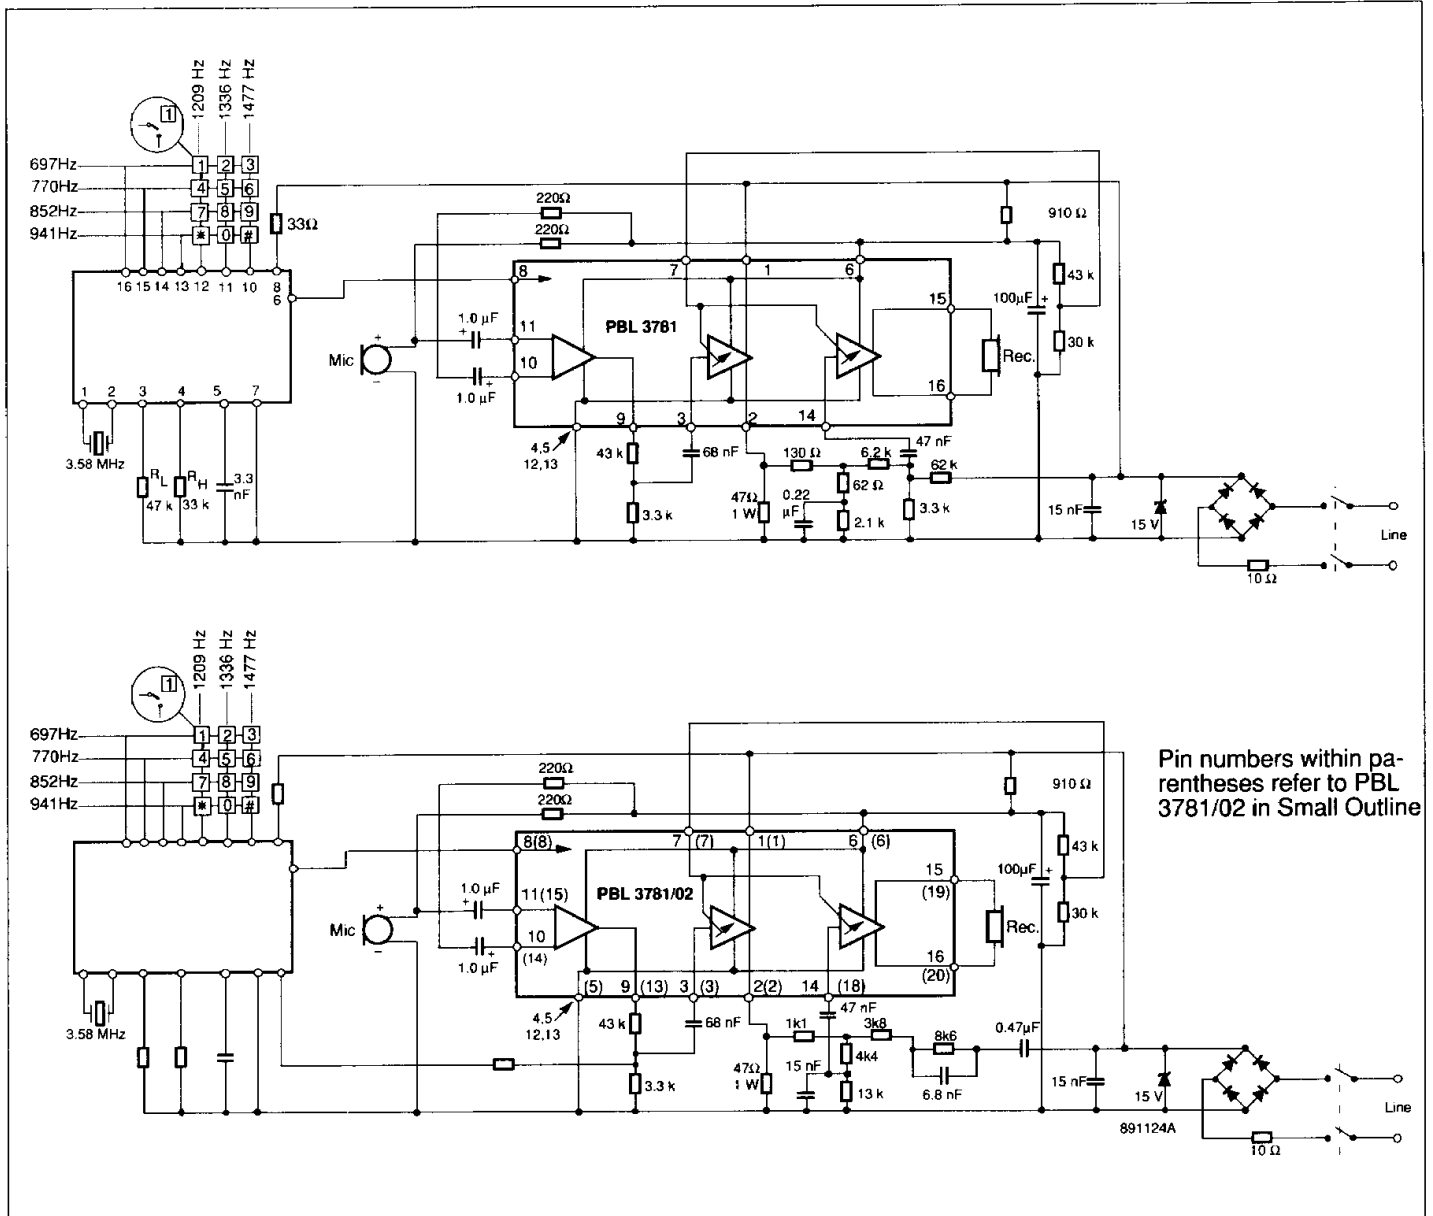 1209 Hz
1336 Hz
1477 Hz
1
697Hz 1 2 3
770Hz 4 5 6
852Hz 7 8 9
941Hz * 0 #
33Ω
220Ω
220Ω
910 Ω
16 15 14 13 12 11 10 8
6
8
7
1
6
43 k
100µF +
1.0 µF
+
11
PBL 3781
15
30 k
Mic
+
–
10
Rec.
+
1.0 µF
16
1 2 3 4 5 7
9
3
2
14
4,5
12,13
43 k
68 nF
47 nF
130 Ω
6.2 k
62 k
3.58 MHz
RL
47 k
RH
33 k
3.3
nF
3.3 k
47Ω
1 W
0.22
µF
62 Ω
2.1 k
3.3 k
15 nF
15 V
Line
10 Ω
1209 Hz
1336 Hz
1477 Hz
1
697Hz 1 2 3
770Hz 4 5 6
852Hz 7 8 9
941Hz * 0 #
220Ω
220Ω
910 Ω
Pin numbers within pa-
rentheses refer to PBL
3781/02 in Small Outline
8(8)
7 (7)
1(1)
6 (6)
43 k
100µF +
1.0 µF
+
11(15)
PBL 3781/02
15
(19)
30 k
Mic
+
–
10
(14)
Rec.
+
1.0 µF
16
(20)
(5)
9 (13)
3 (3)
2(2)
14 (18)
4,5
12,13
43 k
68 nF
47 nF
1k1
3k8
8k6
0.47µF
3.58 MHz
3.3 k
47Ω
1 W
15 nF
4k4
13 k
6.8 nF
15 nF
15 V
Line
891124A
10 Ω